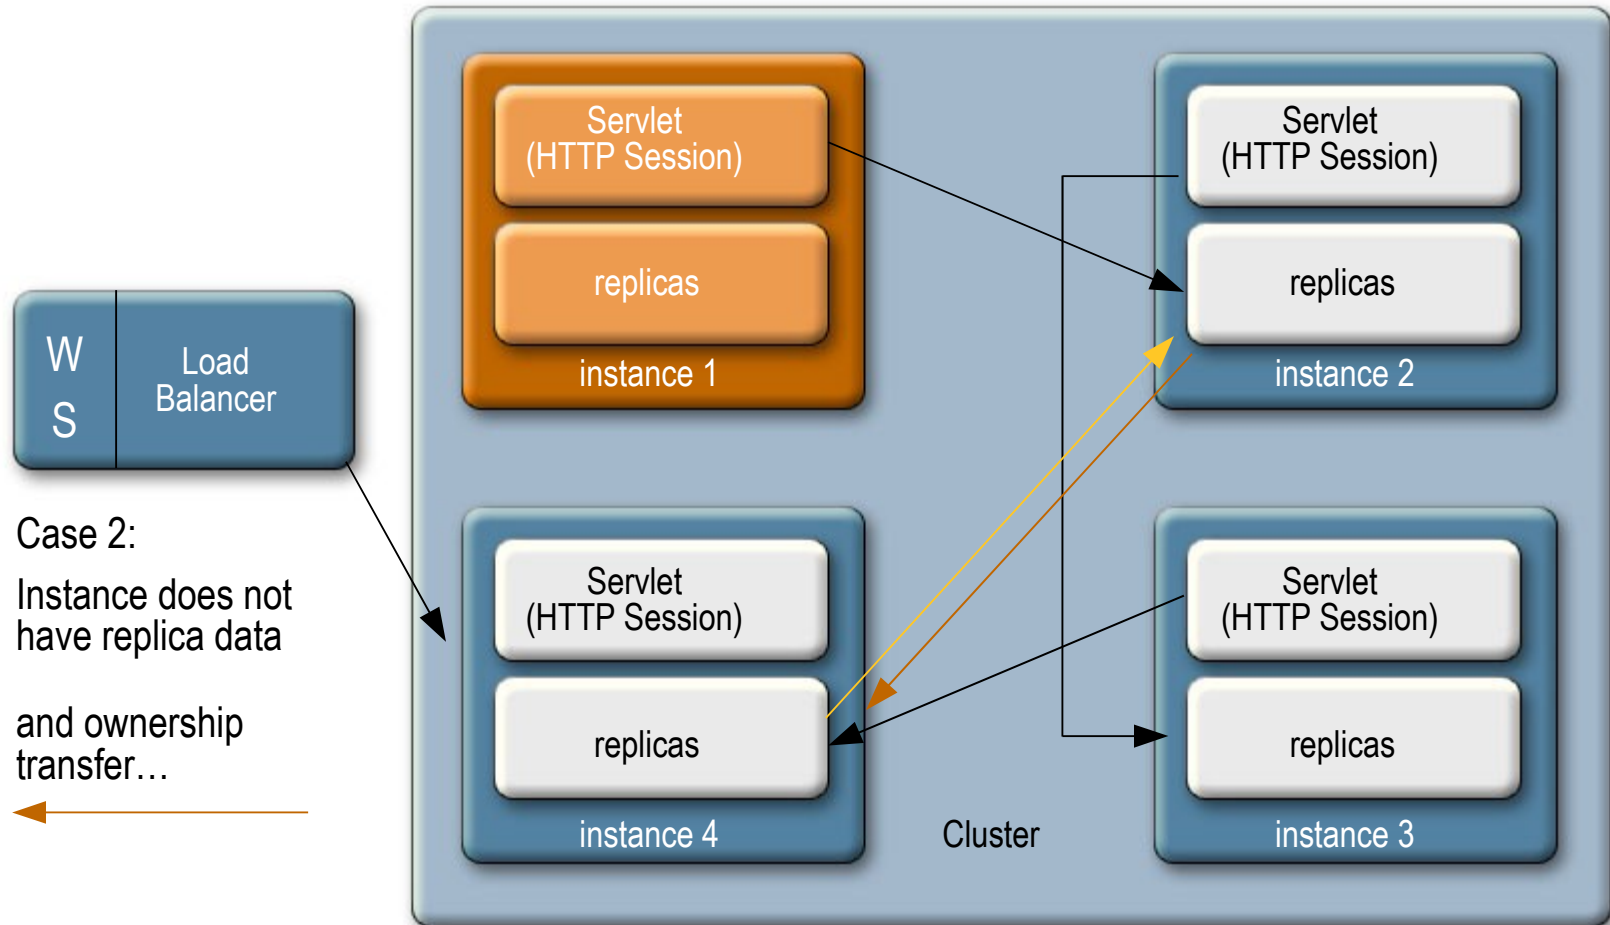 Servlet
(HTTP Session)
replicas
instance 1
Servlet
(HTTP Session)
replicas
instance 2
W
S
Load
Balancer
Case 2:
Instance does not
have replica data
and ownership
transfer…
Servlet
(HTTP Session)
replicas
instance 4
Cluster
Servlet
(HTTP Session)
replicas
instance 3